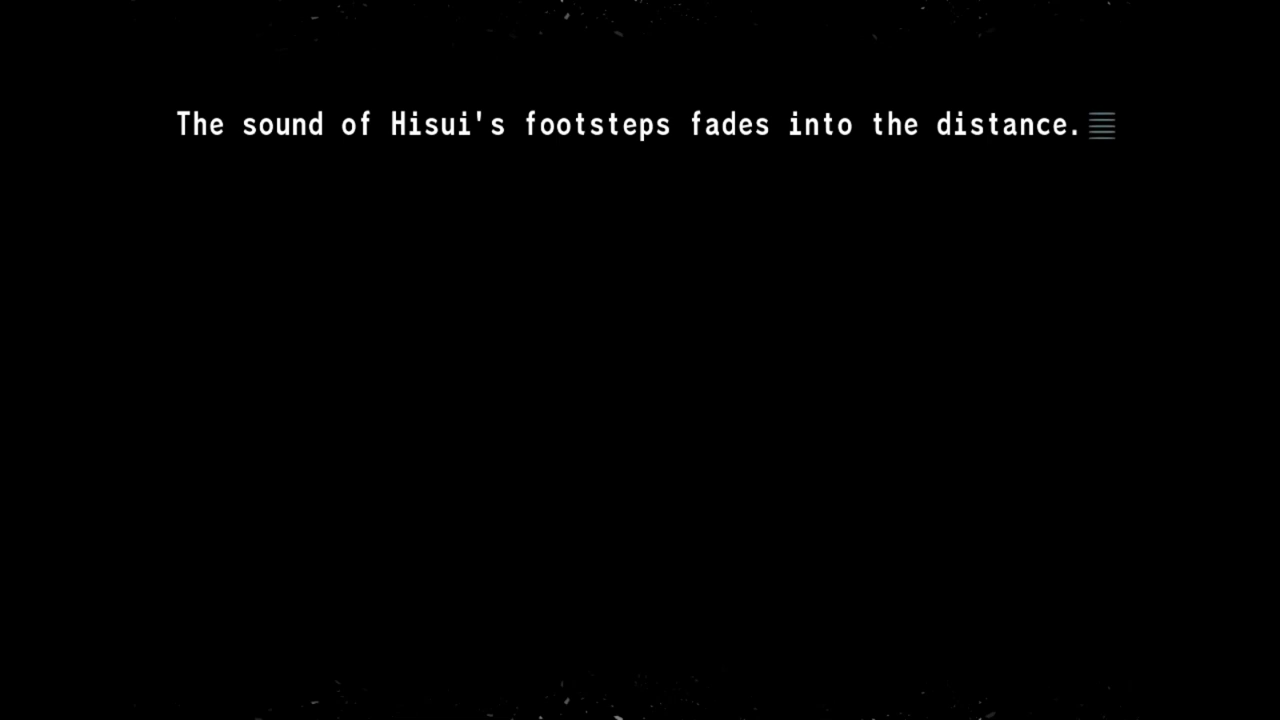 The sound of Hisui's footsteps fades into the distance.